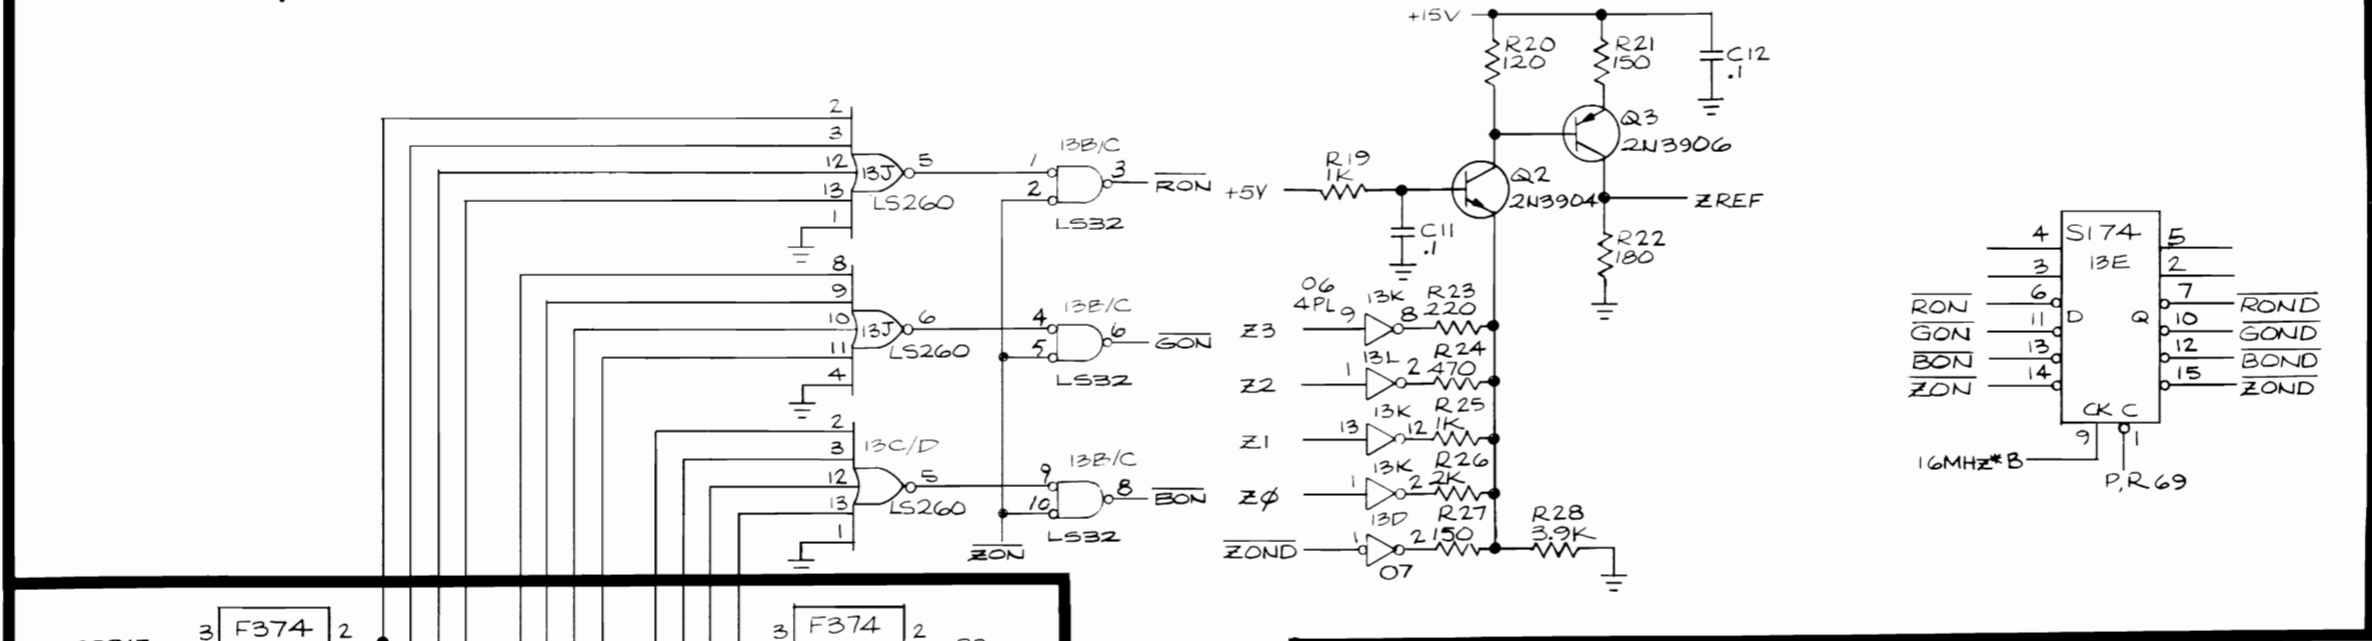 +15V
R20
120
R21
150
C12
.1
Q3
2N3906
2
3
12
13
1
13J
5
LS260
13B/C
1
2
3
LS32
RON
+5V
R19
1K
C11
.1
Q2
2N3904
ZREF
R22
180
8
9
10
11
4
13J
6
LS260
13B/C
4
5
6
LS32
GON
2
3
12
13
1
13C/D
5
LS260
13B/C
9
10
8
LS32
BON
ZON
06
4PL
Z3
9
13K
8
R23
220
Z2
1
13L
2
R24
470
Z1
13
13K
12
R25
1K
ZØ
1
13K
2
R26
2K
ZOND
1
13D
2
07
R27
150
R28
3.9K
S174
13E
4
3
RON
6
GON
11
BON
13
ZON
14
D
Q
5
2
7
ROND
10
GOND
12
BOND
15
ZOND
CK C
9
1
16MHZ*B
P,R69
3
F374
2
3
F374
2